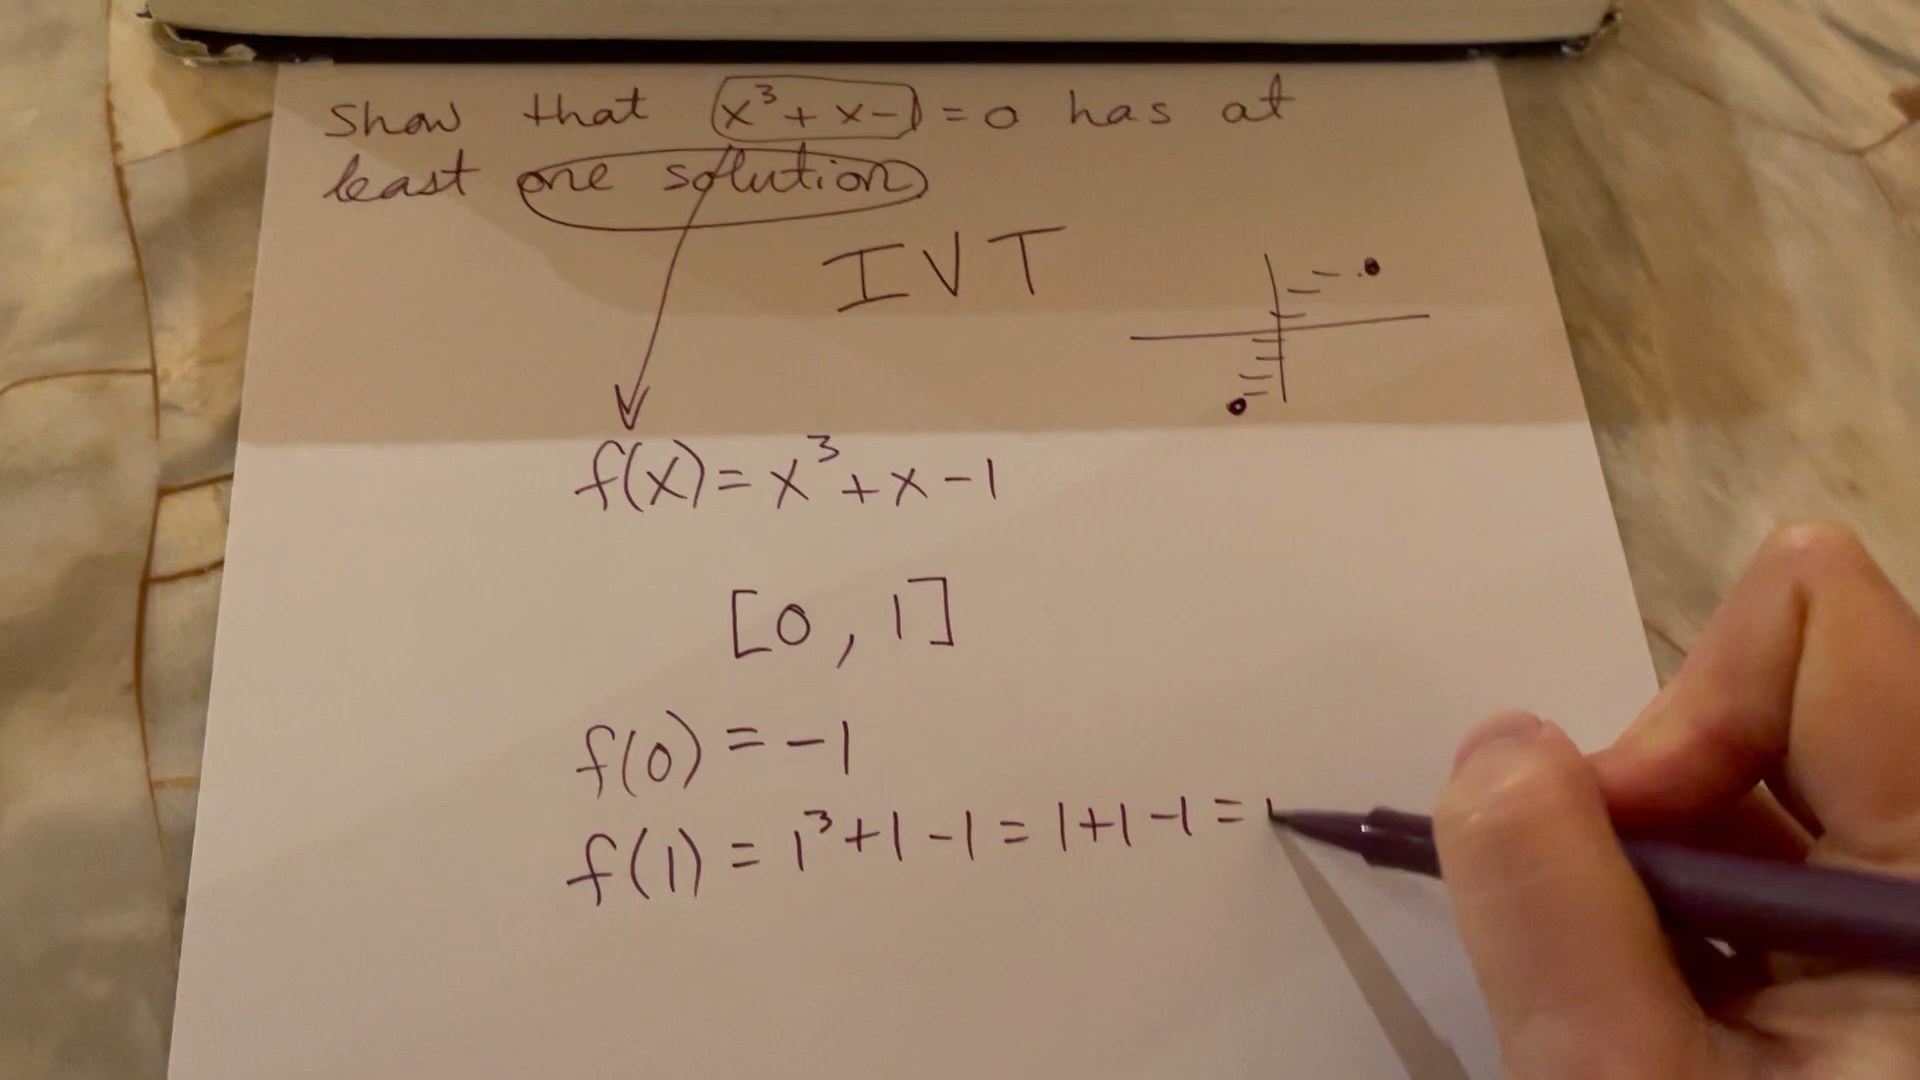 show that x³ + x - 1 = 0 has at
least one solution
IVT
f(x) = x³ + x - 1
[0, 1]
f(0) = -1
f(1) = 1³ + 1 - 1 = 1 + 1 - 1 = 1